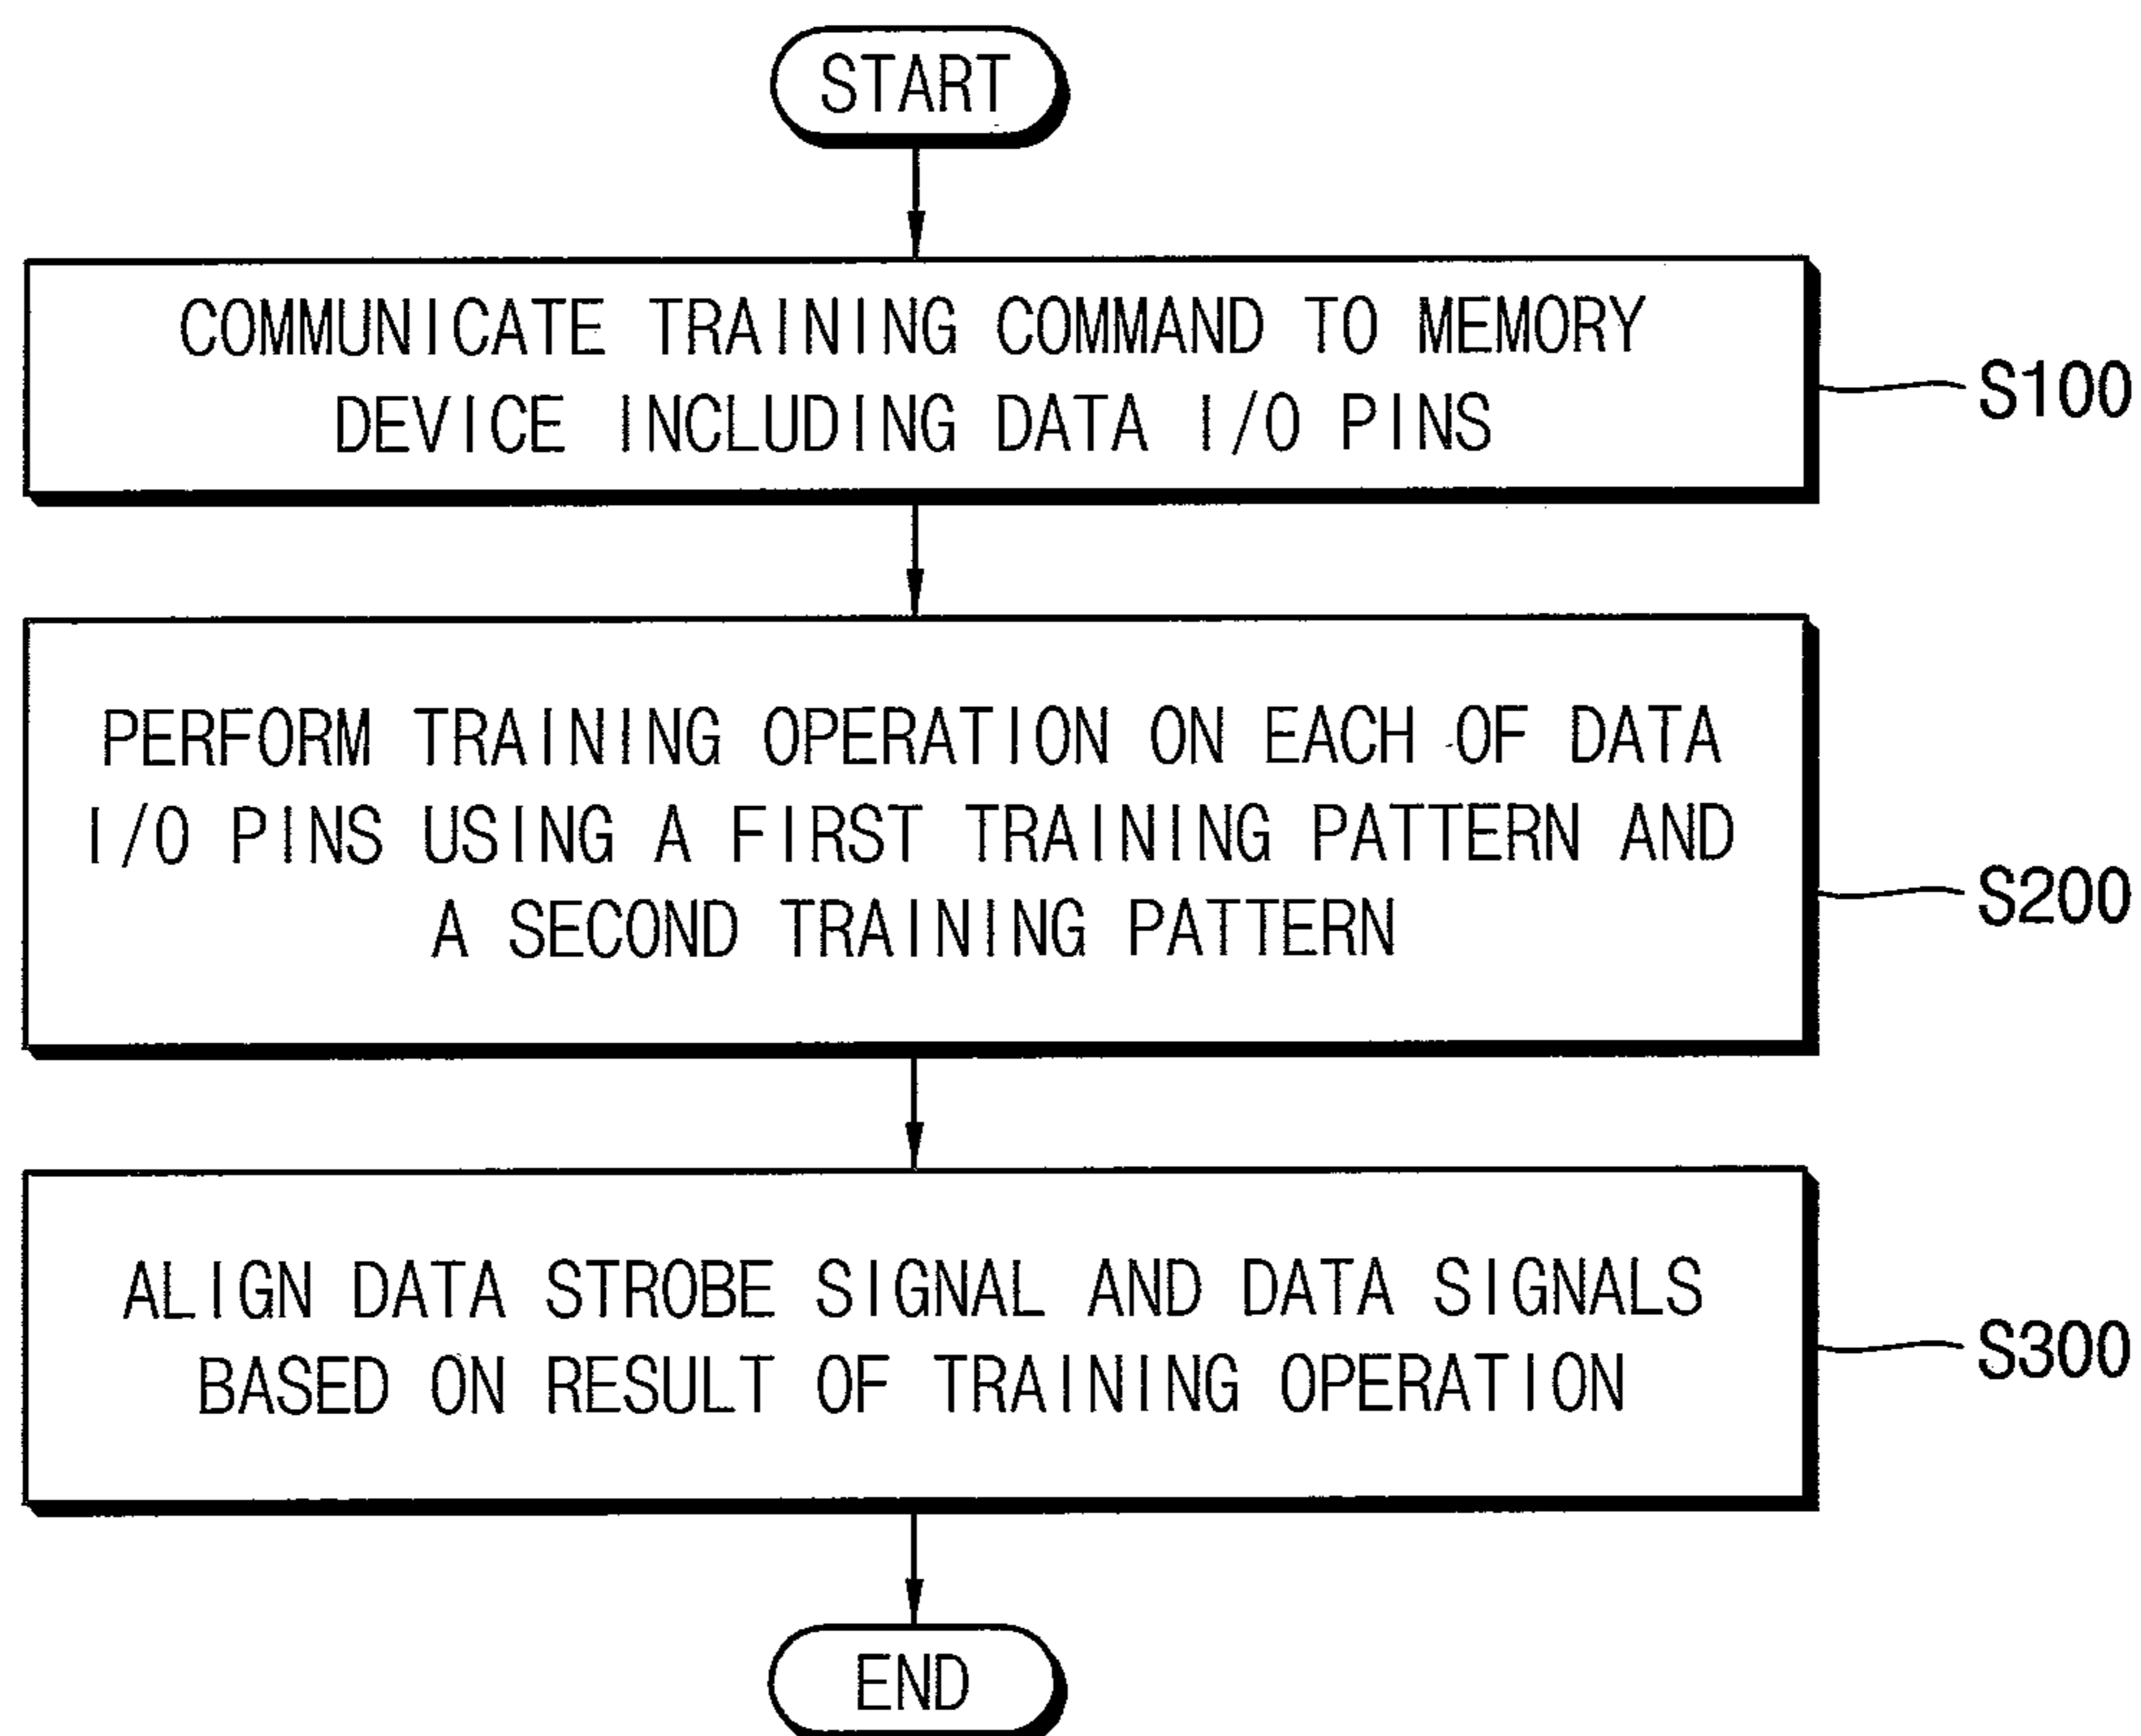 START
COMMUNICATE TRAINING COMMAND TO MEMORY
DEVICE INCLUDING DATA I/O PINS
S100
PERFORM TRAINING OPERATION ON EACH OF DATA
I/O PINS USING A FIRST TRAINING PATTERN AND
A SECOND TRAINING PATTERN
S200
ALIGN DATA STROBE SIGNAL AND DATA SIGNALS
BASED ON RESULT OF TRAINING OPERATION
S300
END